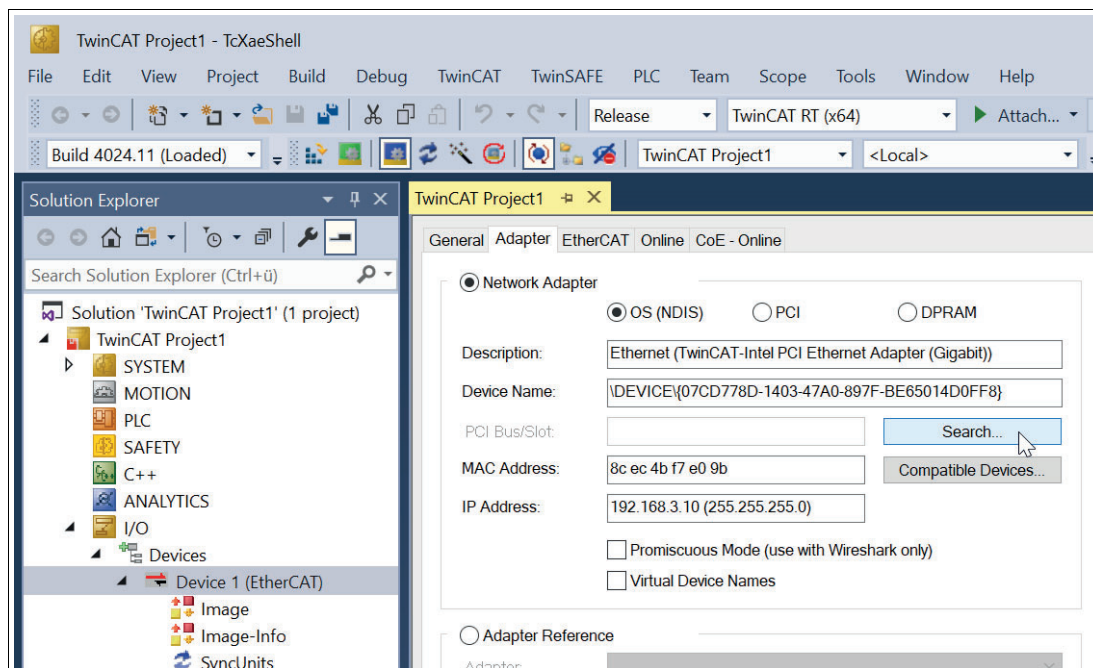 TwinCAT Project1 - TcXaeShell
File Edit View Project Build Debug TwinCAT TwinSAFE PLC Team Scope Tools Window Help
Release TwinCAT RT (x64) Attach...
Build 4024.11 (Loaded) TwinCAT Project1 <Local>
Solution Explorer
Search Solution Explorer (Ctrl+ü)
Solution 'TwinCAT Project1' (1 project)
TwinCAT Project1
SYSTEM
MOTION
PLC
SAFETY
C++
ANALYTICS
I/O
Devices
Device 1 (EtherCAT)
Image
Image-Info
SyncUnits
TwinCAT Project1
General Adapter EtherCAT Online CoE - Online
Network Adapter
OS (NDIS) PCI DPRAM
Description: Ethernet (TwinCAT-Intel PCI Ethernet Adapter (Gigabit))
Device Name: \DEVICE\{07CD778D-1403-47A0-897F-BE65014D0FF8}
PCI Bus/Slot: Search...
MAC Address: 8c ec 4b f7 e0 9b Compatible Devices...
IP Address: 192.168.3.10 (255.255.255.0)
Promiscuous Mode (use with Wireshark only)
Virtual Device Names
Adapter Reference
Adapter: